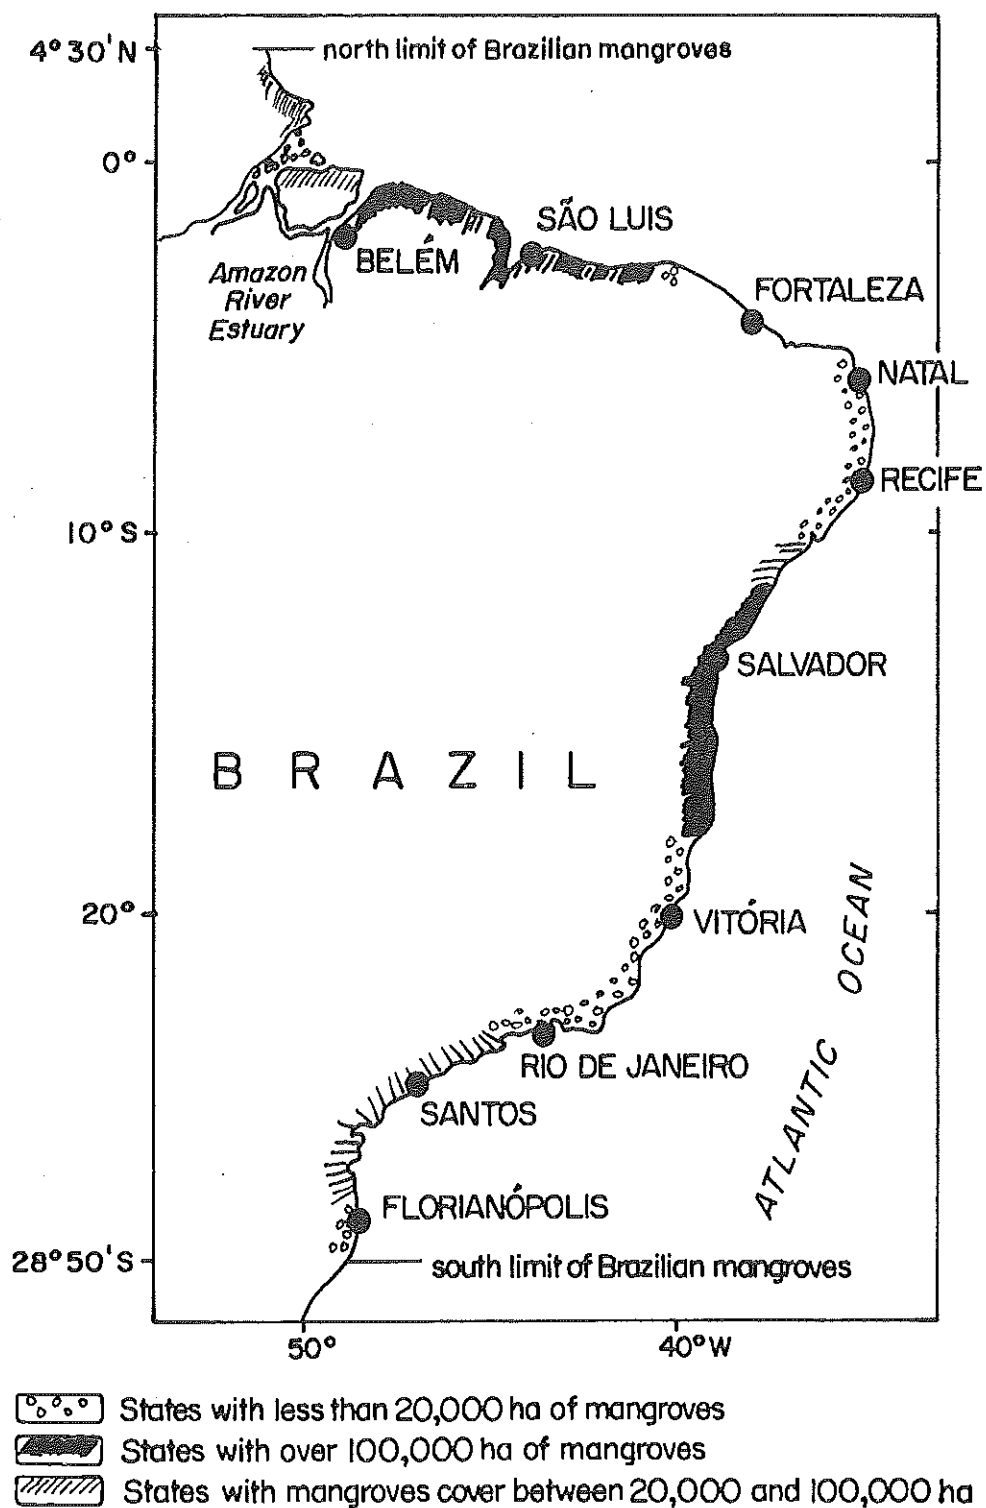 4°30'N
north limit of Brazilian mangroves
0°
SÃO LUIS
BELÉM
Amazon
River
Estuary
FORTALEZA
NATAL
RECIFE
10°S
SALVADOR
BRAZIL
20°
VITÓRIA
ATLANTIC OCEAN
RIO DE JANEIRO
SANTOS
FLORIANÓPOLIS
28°50'S
south limit of Brazilian mangroves
50°
40°W
States with less than 20,000 ha of mangroves
States with over 100,000 ha of mangroves
States with mangroves cover between 20,000 and 100,000 ha